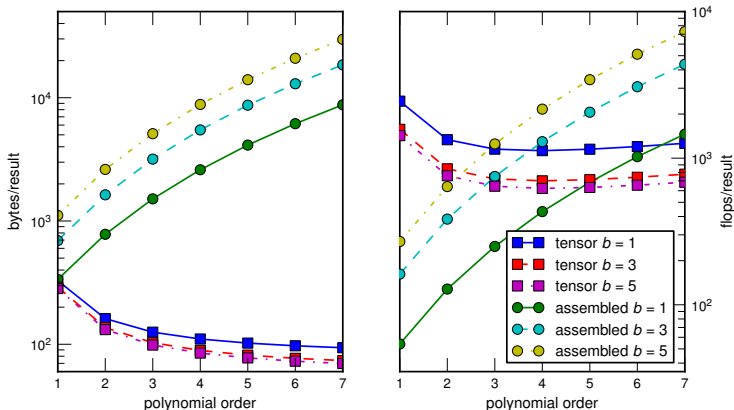 bytes/result
10^4
10^3
10^2
1 2 3 4 5 6 7
polynomial order
flops/result
10^4
10^3
10^2
1 2 3 4 5 6 7
polynomial order
tensor b = 1
tensor b = 3
tensor b = 5
assembled b = 1
assembled b = 3
assembled b = 5